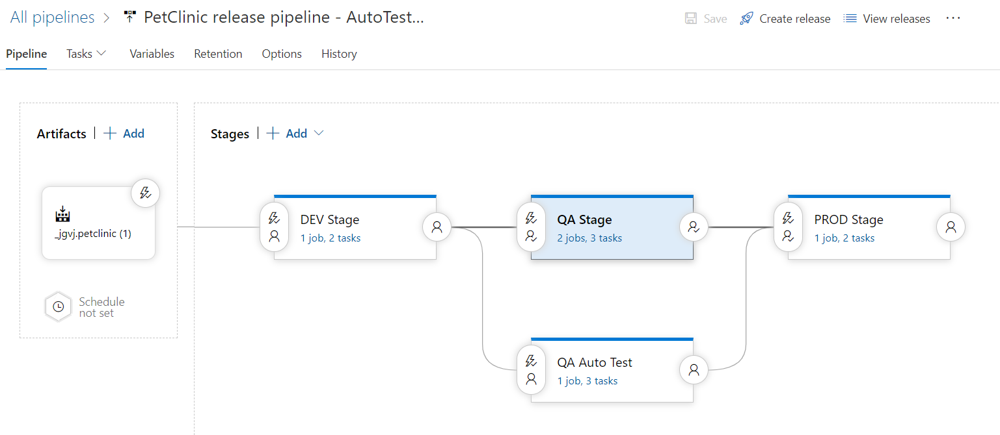 All pipelines > PetClinic release pipeline - AutoTest...
Save Create release View releases ...
Pipeline Tasks Variables Retention Options History
Artifacts | + Add
Stages | + Add
DEV Stage
1 job, 2 tasks
QA Stage
2 jobs, 3 tasks
PROD Stage
1 job, 2 tasks
_jgvj.petclinic (1)
Schedule
not set
QA Auto Test
1 job, 3 tasks